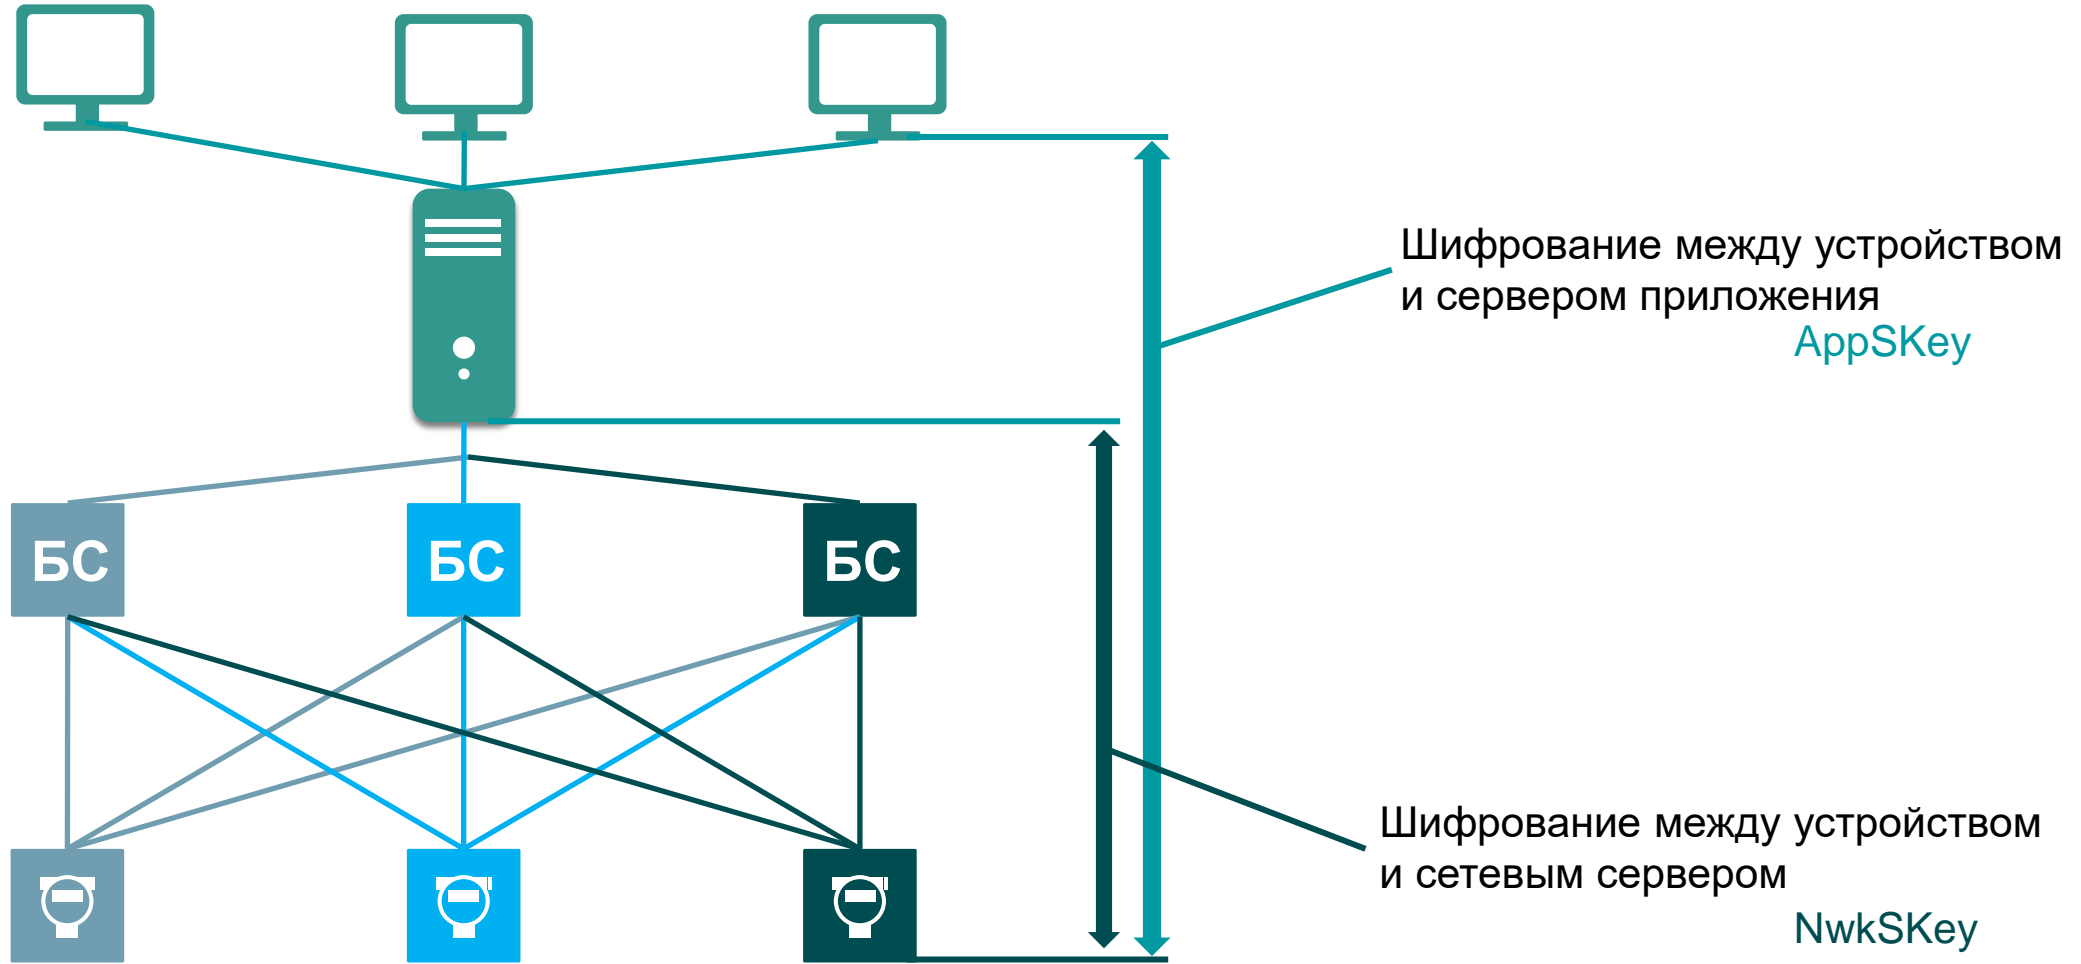 Шифрование между устройством
и сервером приложения
AppSKey
БС
БС
БС
Шифрование между устройством
и сетевым сервером
NwkSKey